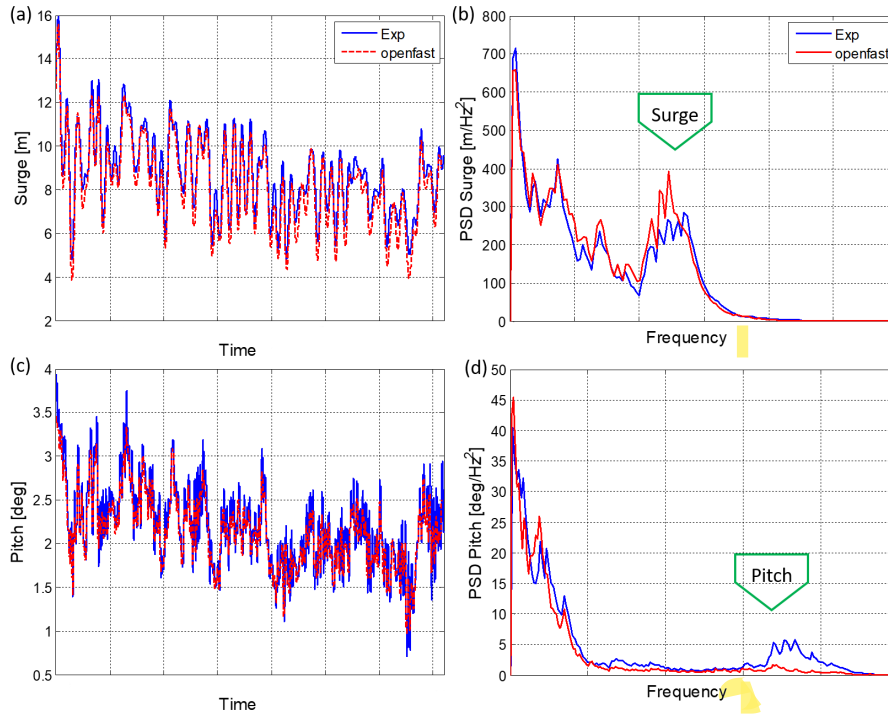 (a)
16
14
12
10
8
6
4
2
Surge [m]
Time
Exp
openfast
(b)
800
700
600
500
400
300
200
100
0
PSD Surge [m/Hz²]
Frequency
Exp
openfast
Surge
(c)
4
3.5
3
2.5
2
1.5
1
0.5
Pitch [deg]
Time
(d)
50
45
40
35
30
25
20
15
10
5
0
PSD Pitch [deg/Hz²]
Frequency
Pitch